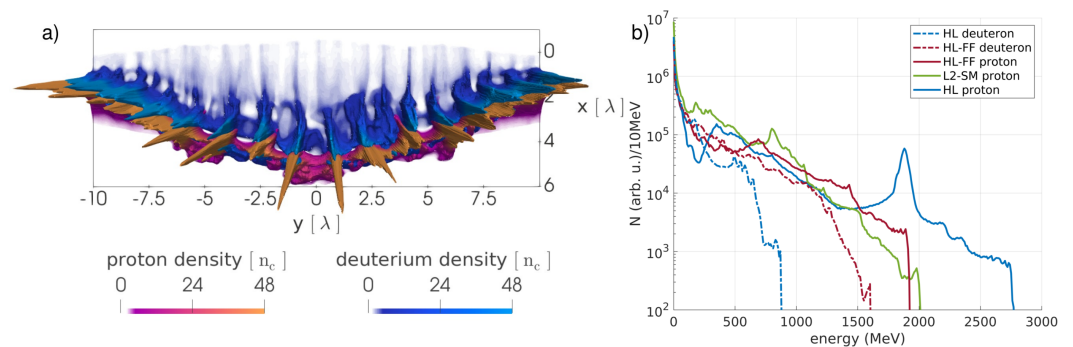 a)
0
2
4
6
x [ λ ]
-10 -7.5 -5 -2.5 0 2.5 5 7.5
y [ λ ]
proton density [ n_c ]
0 24 48
deuterium density [ n_c ]
0 24 48
b)
10^7
10^6
10^5
10^4
10^3
10^2
N (arb. u.)/10MeV
HL deuteron
HL-FF deuteron
HL-FF proton
L2-SM proton
HL proton
0 500 1000 1500 2000 2500 3000
energy (MeV)